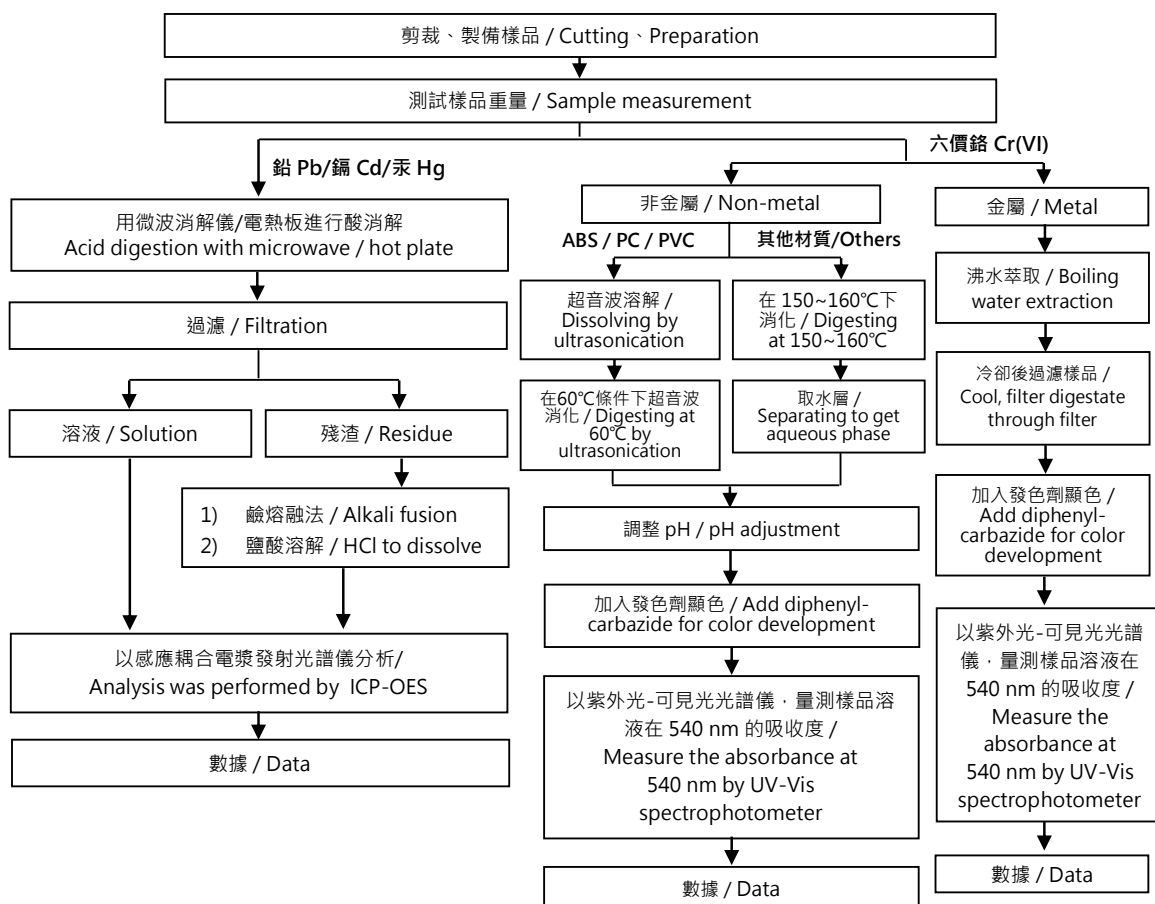 剪裁、製備樣品 / Cutting、Preparation
測試樣品重量 / Sample measurement
鉛 Pb/鎘 Cd/汞 Hg
六價鉻 Cr(VI)
用微波消解儀/電熱板進行酸消解
Acid digestion with microwave / hot plate
過濾 / Filtration
溶液 / Solution
殘渣 / Residue
1) 鹼熔融法 / Alkali fusion
2) 鹽酸溶解 / HCl to dissolve
以感應耦合電漿發射光譜儀分析/
Analysis was performed by ICP-OES
數據 / Data
非金屬 / Non-metal
ABS / PC / PVC
其他材質/Others
超音波溶解 /
Dissolving by
ultrasonication
在60℃條件下超音波
消化 / Digesting at
60℃ by
ultrasonication
在 150~160℃下
消化 / Digesting
at 150~160℃
取水層 /
Separating to get
aqueous phase
調整 pH / pH adjustment
加入發色劑顯色 / Add diphenyl-
carbazide for color development
以紫外光-可見光光譜儀，量測樣品溶
液在 540 nm 的吸收度 /
Measure the absorbance at
540 nm by UV-Vis
spectrophotometer
數據 / Data
金屬 / Metal
沸水萃取 / Boiling
water extraction
冷卻後過濾樣品 /
Cool, filter digestate
through filter
加入發色劑顯色 /
Add diphenyl-
carbazide for color
development
以紫外光-可見光光譜
儀，量測樣品溶液在
540 nm 的吸收度 /
Measure the
absorbance at
540 nm by UV-Vis
spectrophotometer
數據 / Data